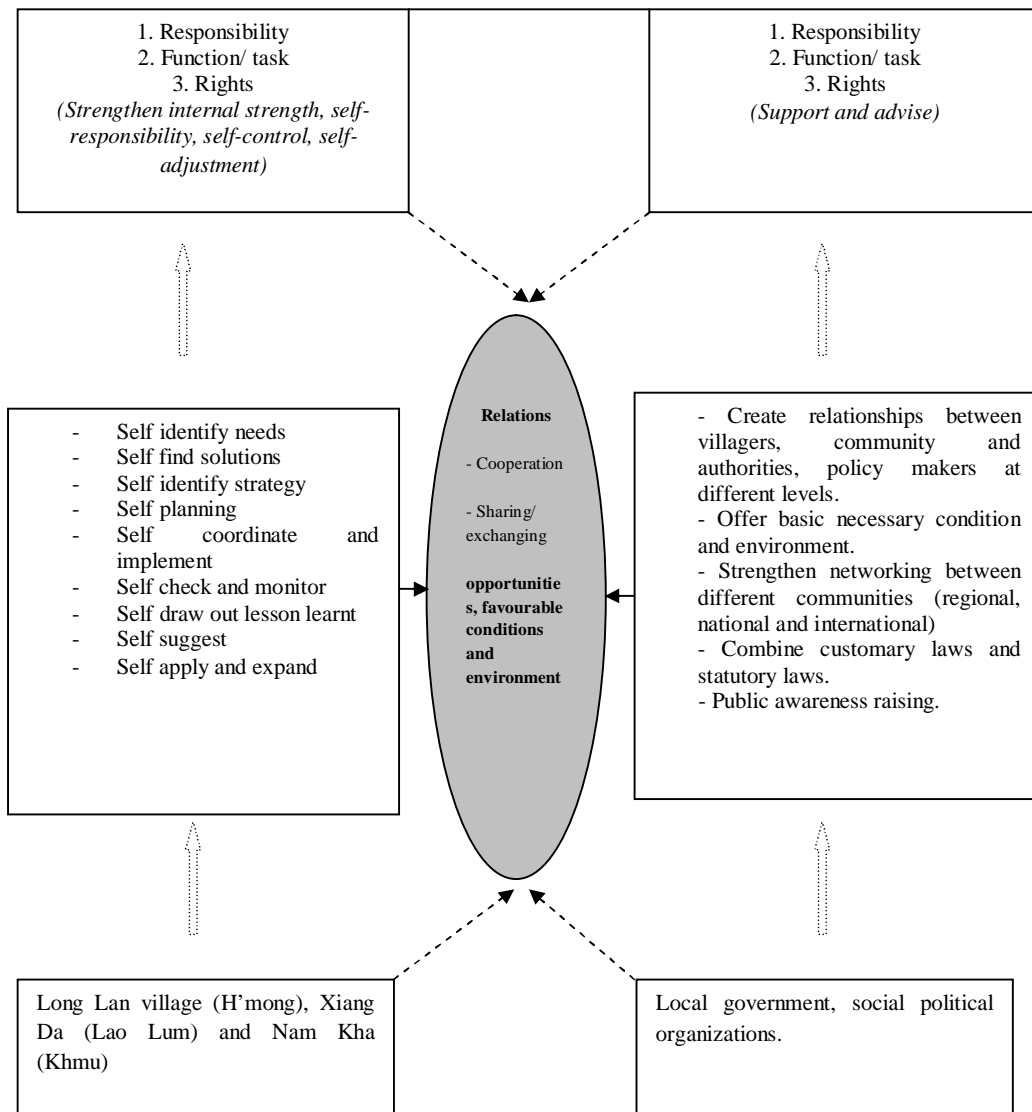 1. Responsibility
2. Function/ task
3. Rights
(Strengthen internal strength, self-
responsibility, self-control, self-
adjustment)
1. Responsibility
2. Function/ task
3. Rights
(Support and advise)
- Self identify needs
- Self find solutions
- Self identify strategy
- Self planning
- Self coordinate and
implement
- Self check and monitor
- Self draw out lesson learnt
- Self suggest
- Self apply and expand
Relations
- Cooperation
- Sharing/
exchanging
opportunitie
s, favourable
conditions
and
environment
- Create relationships between
villagers, community and
authorities, policy makers at
different levels.
- Offer basic necessary condition
and environment.
- Strengthen networking between
different communities (regional,
national and international)
- Combine customary laws and
statutory laws.
- Public awareness raising.
Long Lan village (H'mong), Xiang
Da (Lao Lum) and Nam Kha
(Khmu)
Local government, social political
organizations.